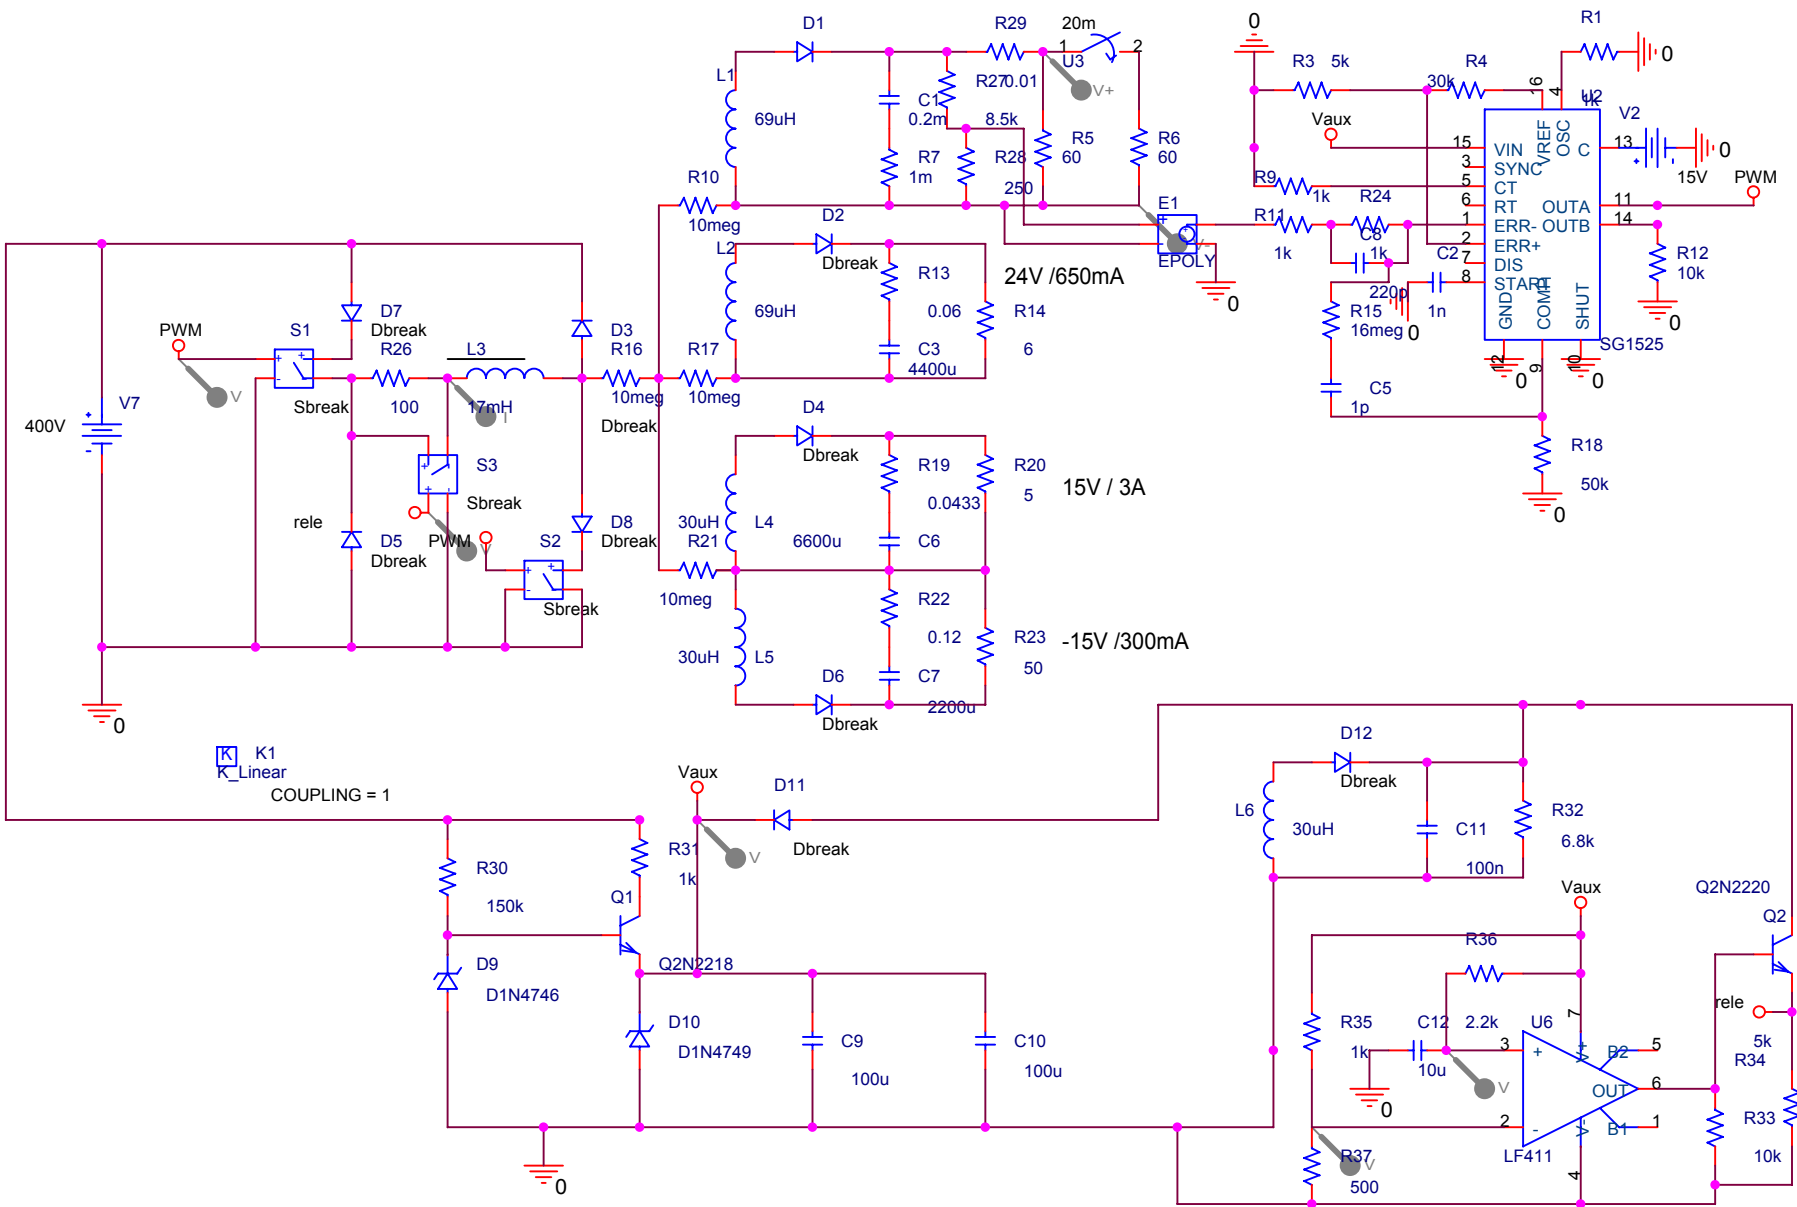 D1
R29
20m
1
2
U3
V+
L1
69uH
C1
0.2m
R27
0.01
8.5k
R7
1m
R28
250
R5
60
R6
60
R10
10meg
D2
Dbreak
L2
69uH
R13
0.06
C3
4400u
R14
6
24V /650mA
E1
EPOLY
V-
0
0
R3
5k
R4
30k
R1
1k
0
Vaux
16
4
U2
V2
15
VIN
VREF
OSC
C
13
0
15V
3
SYNC
5
CT
6
RT
1
ERR-
2
ERR+
7
DIS
8
START
OUTA
11
OUTB
14
PWM
GND
COMP
SHUT
12
9
10
SG1525
0
0
R9
1k
R11
1k
R24
1k
C8
220p
C2
1n
0
R12
10k
0
R15
16meg
C5
1p
R18
50k
0
PWM
V
S1
Sbreak
D7
Dbreak
R26
100
L3
17mH
I
D3
Dbreak
R16
10meg
R17
10meg
V7
400V
0
S3
Sbreak
rele
D5
Dbreak
PWM
V
S2
Sbreak
D8
Dbreak
D4
Dbreak
R19
0.0433
R20
5
15V / 3A
30uH
L4
6600u
C6
R21
10meg
R22
0.12
R23
50
-15V /300mA
30uH
L5
C7
2200u
D6
Dbreak
K
K1
K_Linear
COUPLING = 1
Vaux
D11
Dbreak
V
R30
150k
R31
1k
Q1
Q2N2218
D9
D1N4746
D10
D1N4749
C9
100u
C10
100u
0
D12
Dbreak
L6
30uH
C11
100n
R32
6.8k
Vaux
Q2N2220
Q2
R36
2.2k
R35
1k
C12
10u
0
V
U6
7
3
+
V+
B2
5
OUT
6
2
-
V-
B1
1
4
LF411
R37
500
V
rele
5k
R34
R33
10k